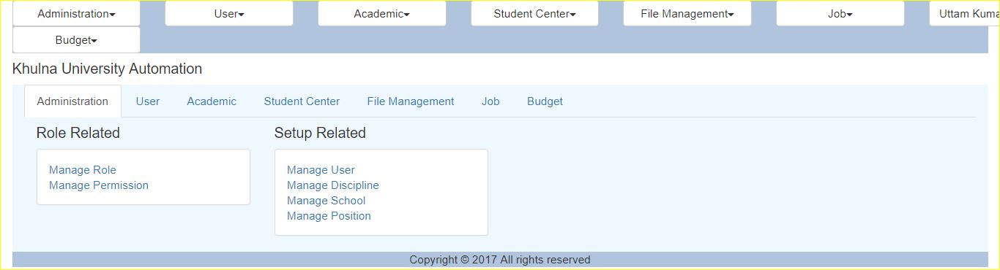 Administration User Academic Student Center File Management Job Uttam
Budget
Khulna University Automation
Administration User Academic Student Center File Management Job Budget
Role Related Setup Related
Manage Role Manage User
Manage Permission Manage Discipline
Manage School
Manage Position
Copyright © 2017 All rights reserved